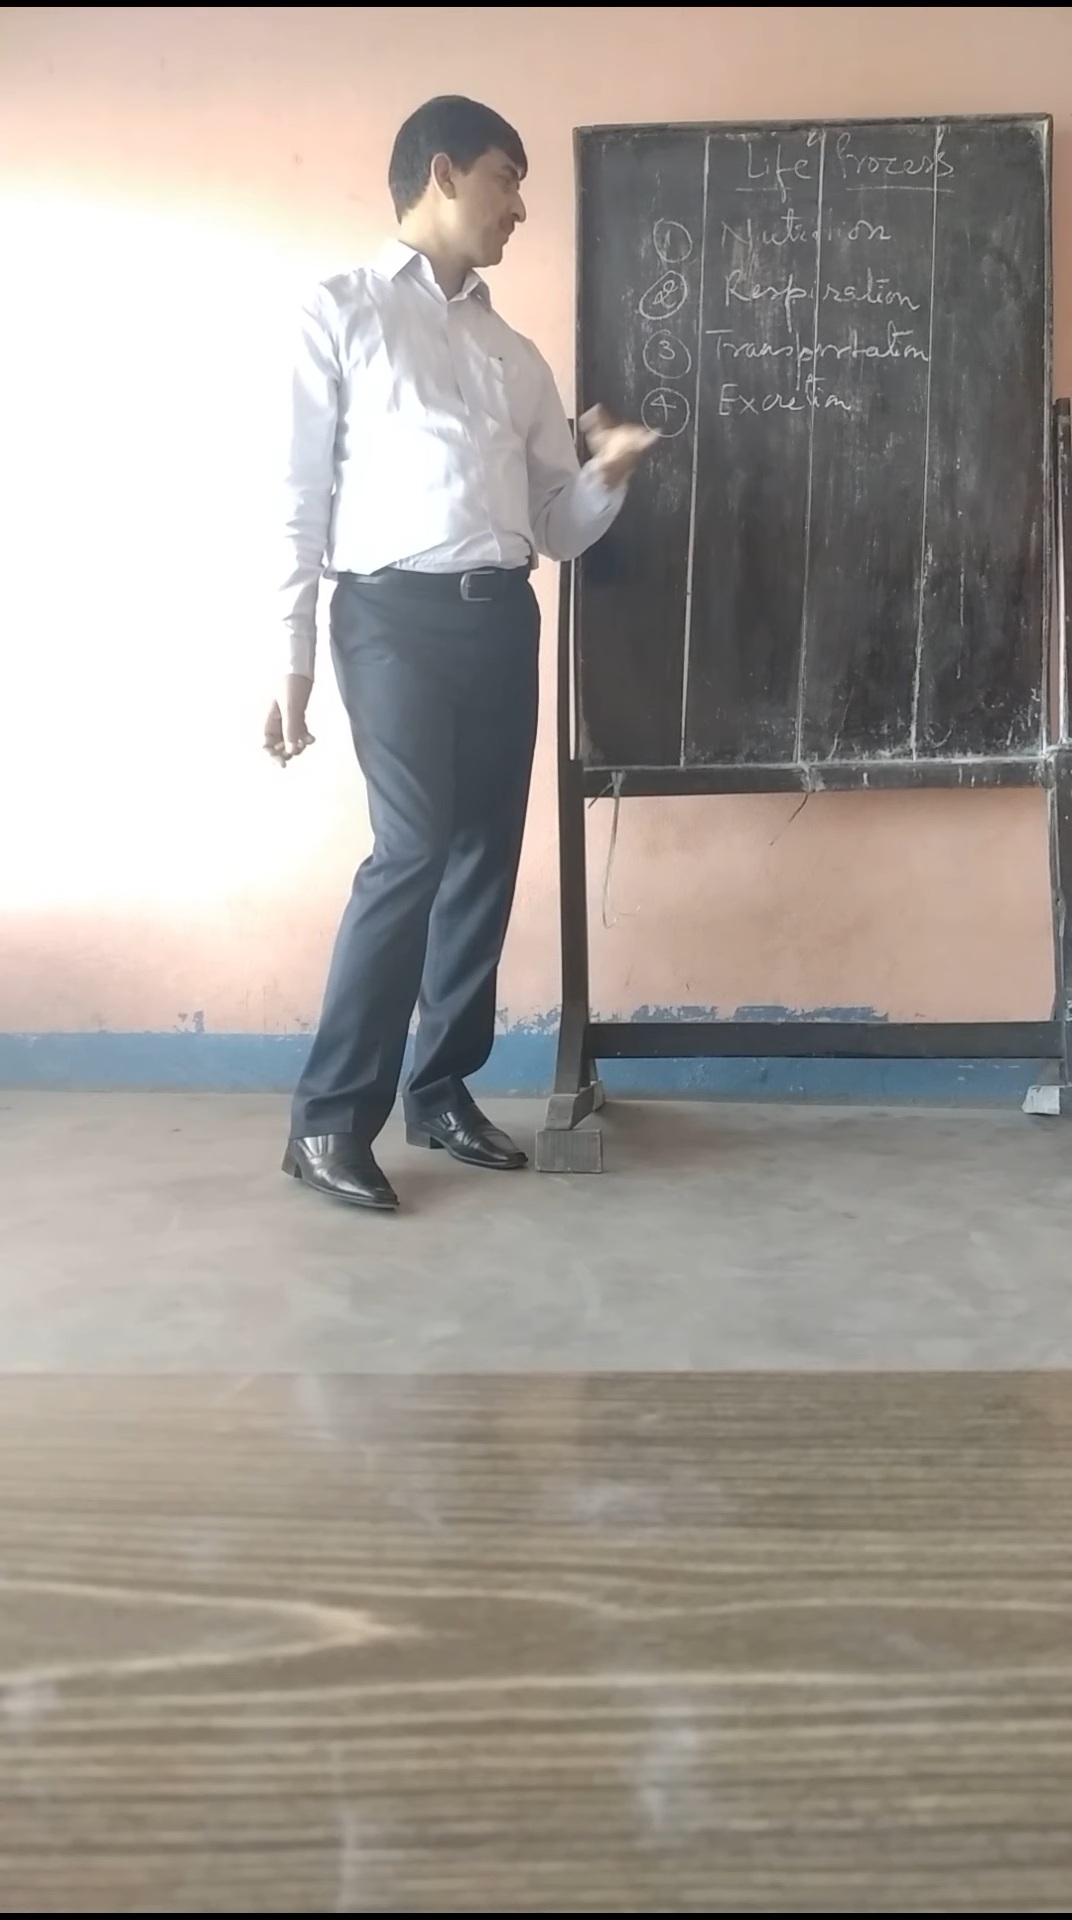 Life Process
① Nutrition
② Respiration
③ Transportation
④ Excretion